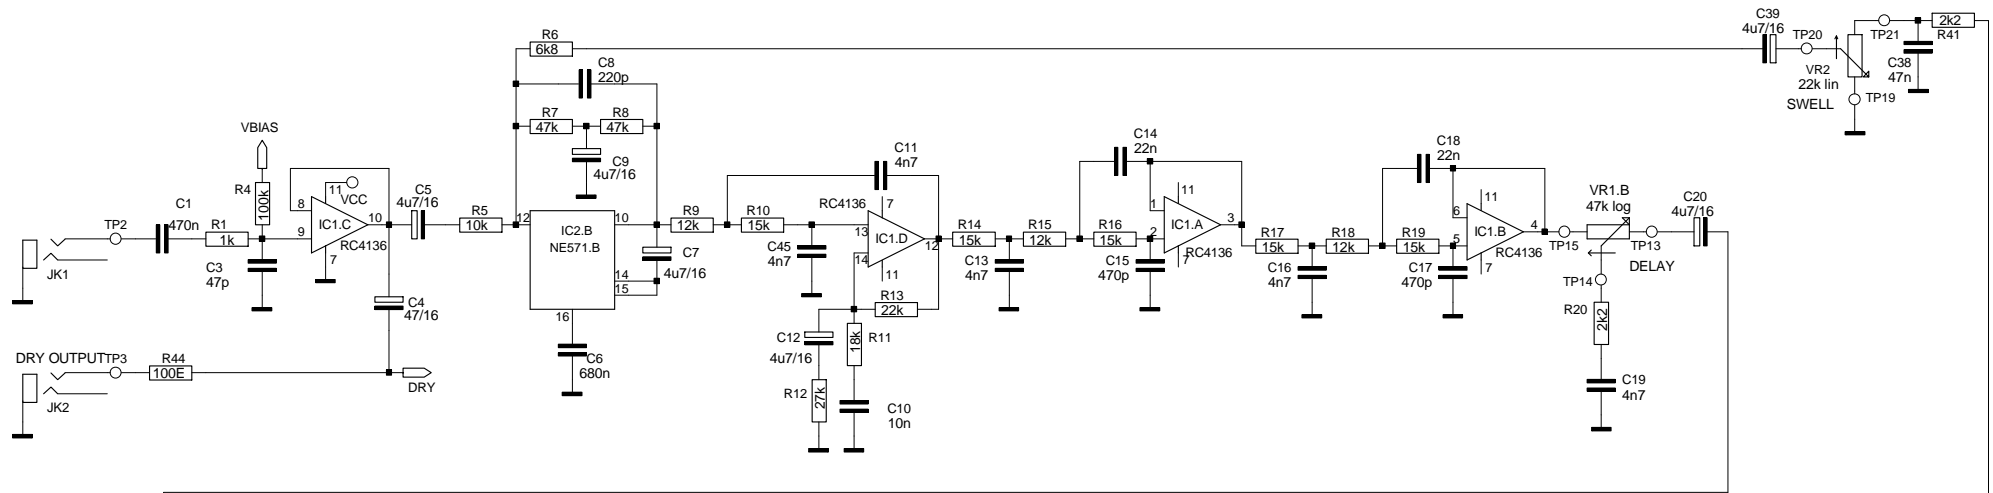 R6
6k8
C8
220p
R7
47k
R8
47k
C9
4u7/16
C39
4u7/16
TP20
VR2
22k lin
SWELL
TP21
TP19
C38
47n
2k2
R41
VBIAS
R4
100k
11
VCC
8
9
10
7
IC1.C
RC4136
JK1
TP2
C1
470n
R1
1k
C3
47p
C5
4u7/16
C4
47/16
DRY OUTPUT
TP3
R44
100E
DRY
JK2
R5
10k
12
10
IC2.B
NE571.B
14
15
16
C7
4u7/16
C6
680n
R9
12k
R10
15k
C11
4n7
C45
4n7
RC4136
7
13
14
IC1.D
12
11
R13
22k
R11
18k
C12
4u7/16
R12
27k
C10
10n
R14
15k
C13
4n7
R15
12k
R16
15k
C14
22n
C15
470p
11
1
2
IC1.A
3
RC4136
7
R17
15k
C16
4n7
R18
12k
R19
15k
C18
22n
C17
470p
11
6
5
IC1.B
4
RC4136
7
VR1.B
47k log
TP15
TP13
DELAY
TP14
C20
4u7/16
R20
2k2
C19
4n7